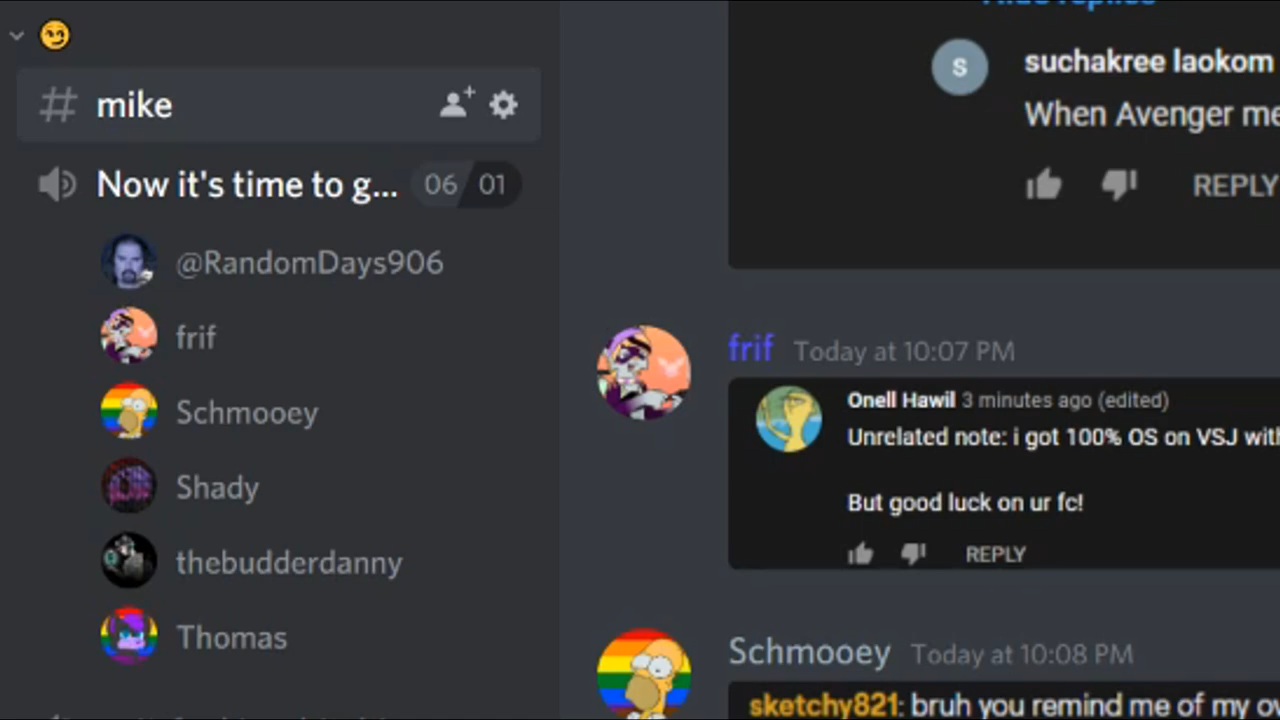 mike
Now it's time to g... 06 01
@RandomDays906
frif
Schmooey
Shady
thebudderdanny
Thomas
replies
suchakree laokom
When Avenger me
REPLY
frif Today at 10:07 PM
Onell Hawil 3 minutes ago (edited)
Unrelated note: i got 100% OS on VSJ with
But good luck on ur fc!
REPLY
Schmooey Today at 10:08 PM
sketchy821: bruh you remind me of my ov